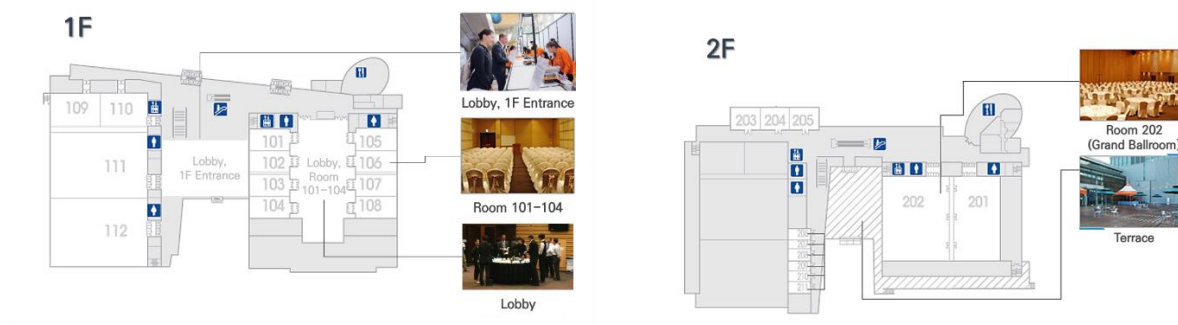 1F
109
110
111
112
Lobby,
1F Entrance
101
102
103
104
Lobby,
Room
101-104
105
106
107
108
Lobby, 1F Entrance
Room 101-104
Lobby
2F
203
204
205
202
201
Room 202
(Grand Ballroom)
Terrace